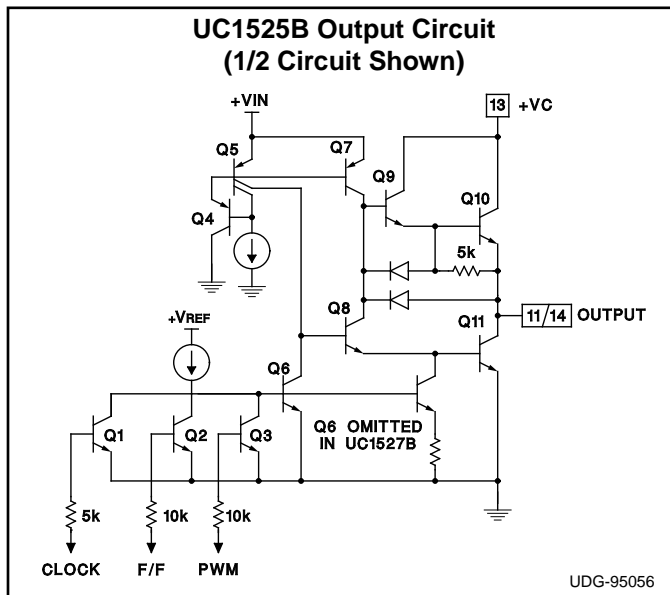 UC1525B Output Circuit
(1/2 Circuit Shown)
+VIN
13 +VC
Q5
Q7
Q9
Q10
Q4
5k
+VREF
Q8
Q11
11/14 OUTPUT
Q6
Q1
Q2
Q3
Q6 OMITTED
IN UC1527B
5k
10k
10k
CLOCK
F/F
PWM
UDG-95056